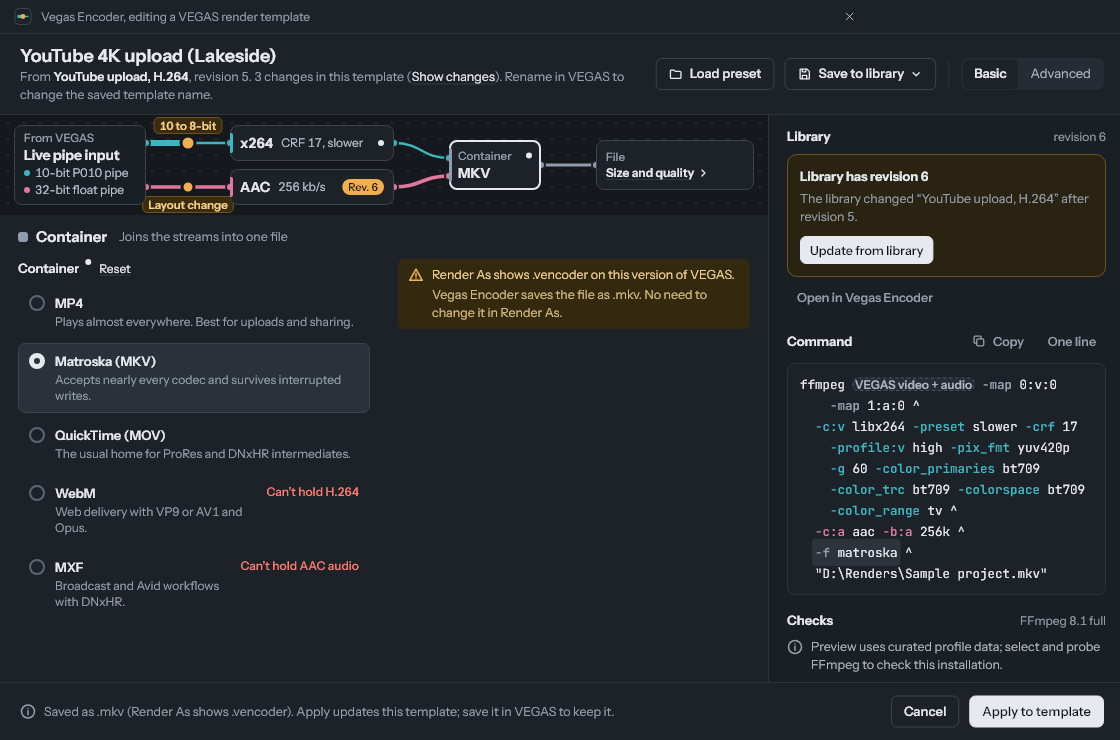 Vegas Encoder, editing a VEGAS render template
YouTube 4K upload (Lakeside)
From YouTube upload, H.264, revision 5. 3 changes in this template (Show changes). Rename in VEGAS to
change the saved template name.
Load preset
Save to library
Basic
Advanced
10 to 8-bit
From VEGAS
Live pipe input
10-bit P010 pipe
32-bit float pipe
Layout change
x264 CRF 17, slower
AAC 256 kb/s Rev. 6
Container
MKV
File
Size and quality
Container Joins the streams into one file
Container Reset
MP4
Plays almost everywhere. Best for uploads and sharing.
Matroska (MKV)
Accepts nearly every codec and survives interrupted
writes.
QuickTime (MOV)
The usual home for ProRes and DNxHR intermediates.
WebM Can't hold H.264
Web delivery with VP9 or AV1 and
Opus.
MXF Can't hold AAC audio
Broadcast and Avid workflows
with DNxHR.
Render As shows .vencoder on this version of VEGAS.
Vegas Encoder saves the file as .mkv. No need to
change it in Render As.
Library revision 6
Library has revision 6
The library changed “YouTube upload, H.264” after
revision 5.
Update from library
Open in Vegas Encoder
Command Copy One line
ffmpeg VEGAS video + audio -map 0:v:0
-map 1:a:0 ^
-c:v libx264 -preset slower -crf 17
-profile:v high -pix_fmt yuv420p
-g 60 -color_primaries bt709
-color_trc bt709 -colorspace bt709
-color_range tv ^
-c:a aac -b:a 256k ^
-f matroska ^
"D:\Renders\Sample project.mkv"
Checks FFmpeg 8.1 full
Preview uses curated profile data; select and probe
FFmpeg to check this installation.
Saved as .mkv (Render As shows .vencoder). Apply updates this template; save it in VEGAS to keep it.
Cancel
Apply to template